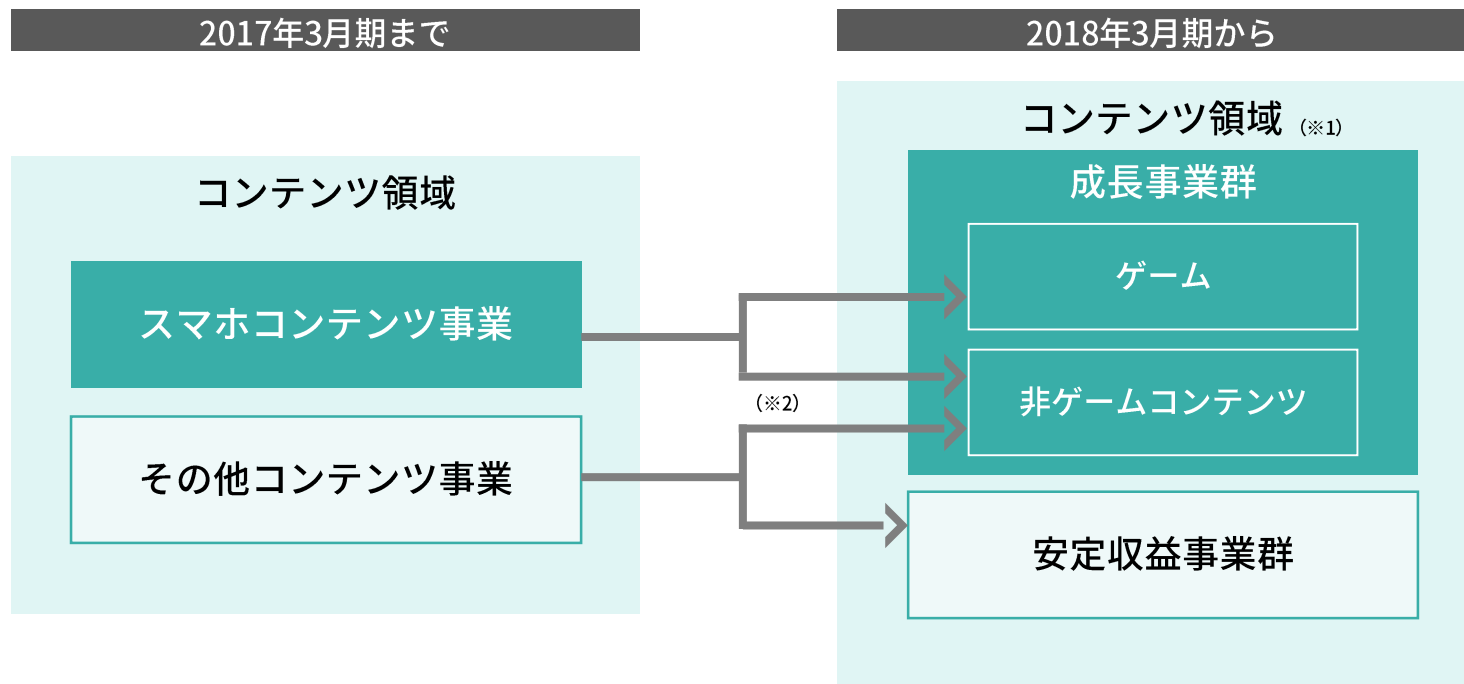 2017年3月期まで
コンテンツ領域
スマホコンテンツ事業
その他コンテンツ事業
(※2)
2018年3月期から
コンテンツ領域 (※1)
成長事業群
ゲーム
非ゲームコンテンツ
安定収益事業群